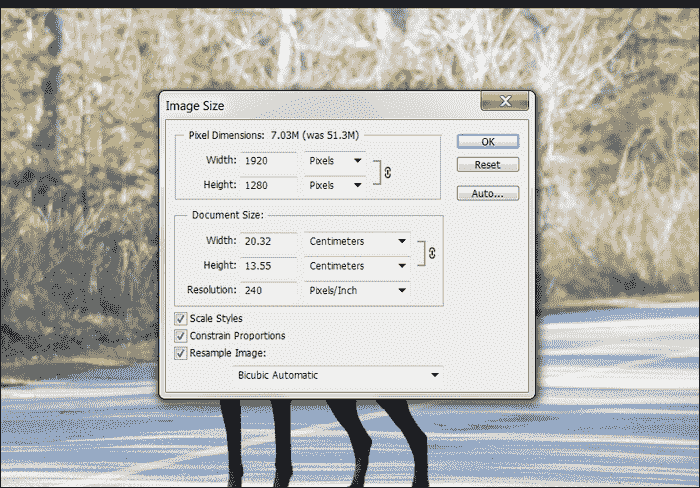 Image Size
Pixel Dimensions: 7.03M (was 51.3M)
Width: 1920 Pixels
Height: 1280 Pixels
Document Size:
Width: 20.32 Centimeters
Height: 13.55 Centimeters
Resolution: 240 Pixels/Inch
Scale Styles
Constrain Proportions
Resample Image:
Bicubic Automatic
OK
Reset
Auto...